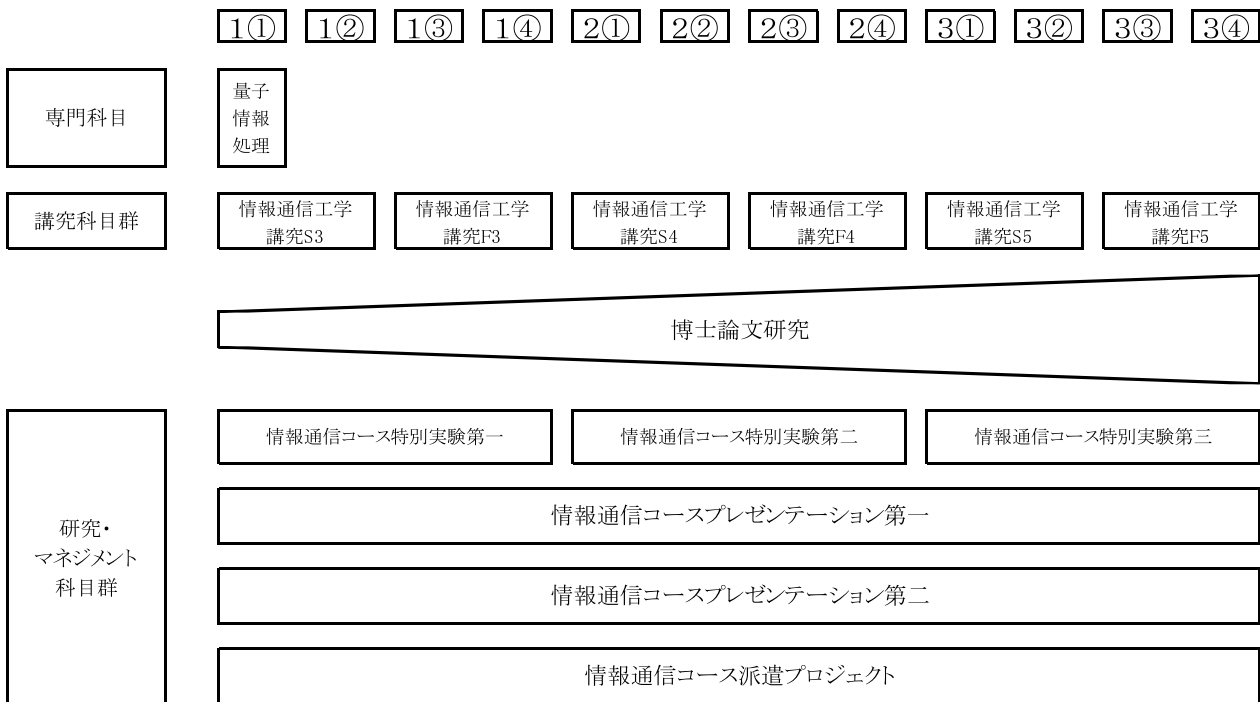 1① 1② 1③ 1④ 2① 2② 2③ 2④ 3① 3② 3③ 3④
専門科目
量子
情報
処理
講究科目群
情報通信工学
講究S3
情報通信工学
講究F3
情報通信工学
講究S4
情報通信工学
講究F4
情報通信工学
講究S5
情報通信工学
講究F5
博士論文研究
研究・
マネジメント
科目群
情報通信コース特別実験第一
情報通信コース特別実験第二
情報通信コース特別実験第三
情報通信コースプレゼンテーション第一
情報通信コースプレゼンテーション第二
情報通信コース派遣プロジェクト